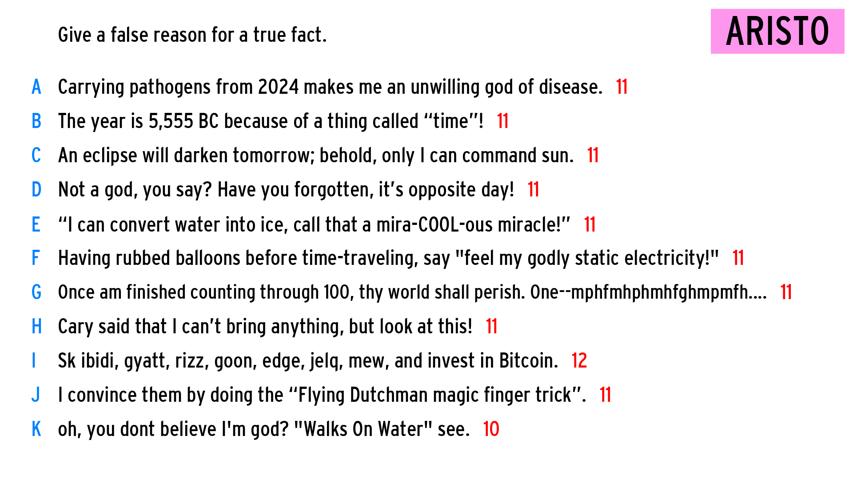 Give a false reason for a true fact.
ARISTO
A Carrying pathogens from 2024 makes me an unwilling god of disease. 11
B The year is 5,555 BC because of a thing called “time”! 11
C An eclipse will darken tomorrow; behold, only I can command sun. 11
D Not a god, you say? Have you forgotten, it’s opposite day! 11
E “I can convert water into ice, call that a mira-COOL-ous miracle!” 11
F Having rubbed balloons before time-traveling, say "feel my godly static electricity!" 11
G Once am finished counting through 100, thy world shall perish. One--mphfmhphmhfghmpmfh.... 11
H Cary said that I can’t bring anything, but look at this! 11
I Sk ibidi, gyatt, rizz, goon, edge, jelq, mew, and invest in Bitcoin. 12
J I convince them by doing the “Flying Dutchman magic finger trick”. 11
K oh, you dont believe I'm god? "Walks On Water" see. 10